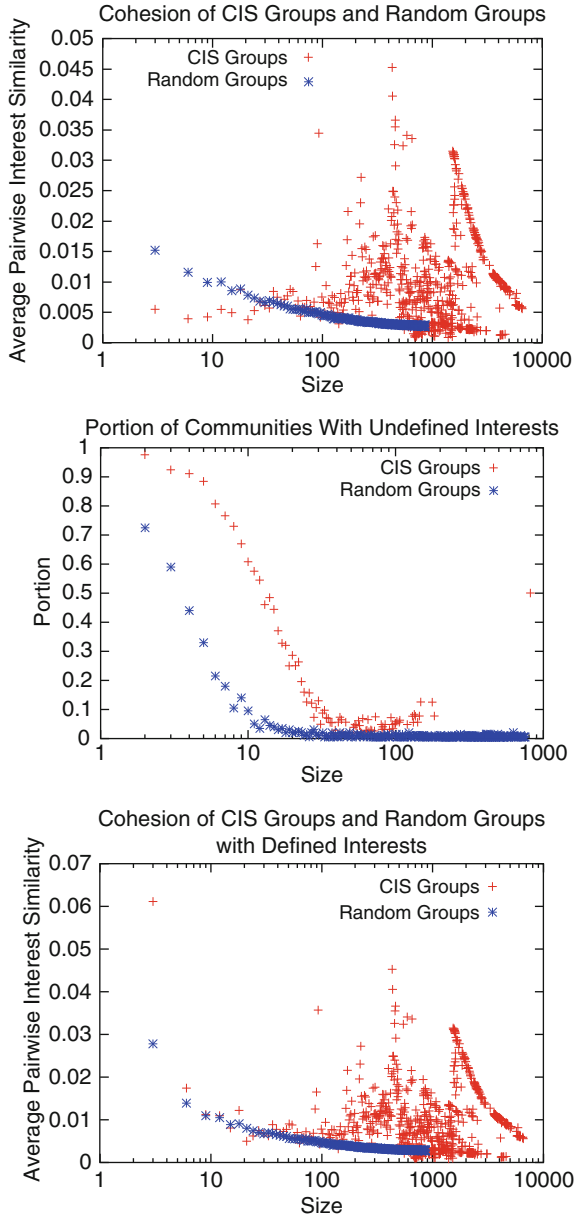 Cohesion of CIS Groups and Random Groups
Average Pairwise Interest Similarity
0.05
0.045
0.04
0.035
0.03
0.025
0.02
0.015
0.01
0.005
0
CIS Groups
Random Groups
1 10 100 1000 10000
Size
Portion of Communities With Undefined Interests
Portion
1
0.9
0.8
0.7
0.6
0.5
0.4
0.3
0.2
0.1
0
CIS Groups
Random Groups
1 10 100 1000
Size
Cohesion of CIS Groups and Random Groups
with Defined Interests
Average Pairwise Interest Similarity
0.07
0.06
0.05
0.04
0.03
0.02
0.01
0
CIS Groups
Random Groups
1 10 100 1000 10000
Size